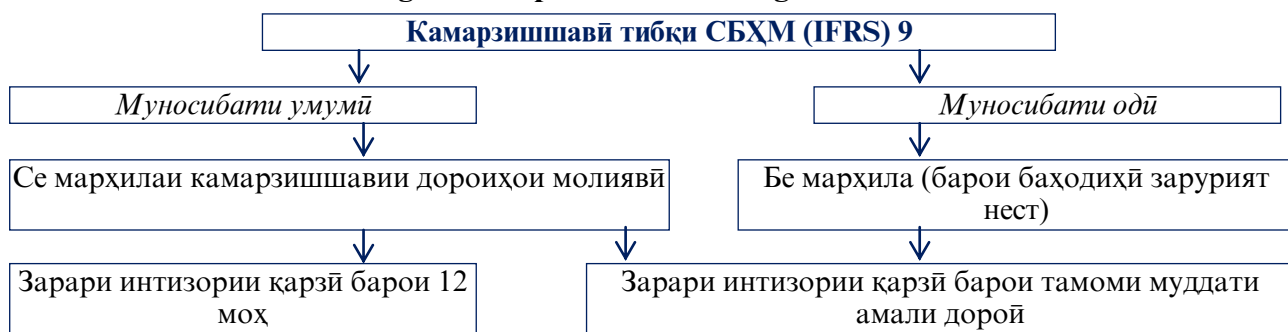 Камарзишшавӣ тибқи СБҲМ (IFRS) 9
Муносибати умумӣ
Муносибати одӣ
Се марҳилаи камарзишшавии дороиҳои молиявӣ
Бе марҳила (барои баҳодиҳӣ зарурият
нест)
Зарари интизории қарзӣ барои 12
моҳ
Зарари интизории қарзӣ барои тамоми муддати
амали дороӣ